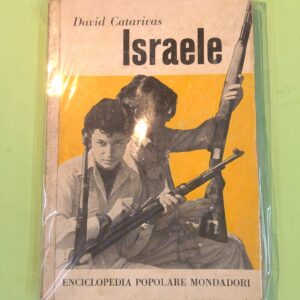 David Catarivas
Israele
ENCICLOPEDIA POPOLARE MONDADORI